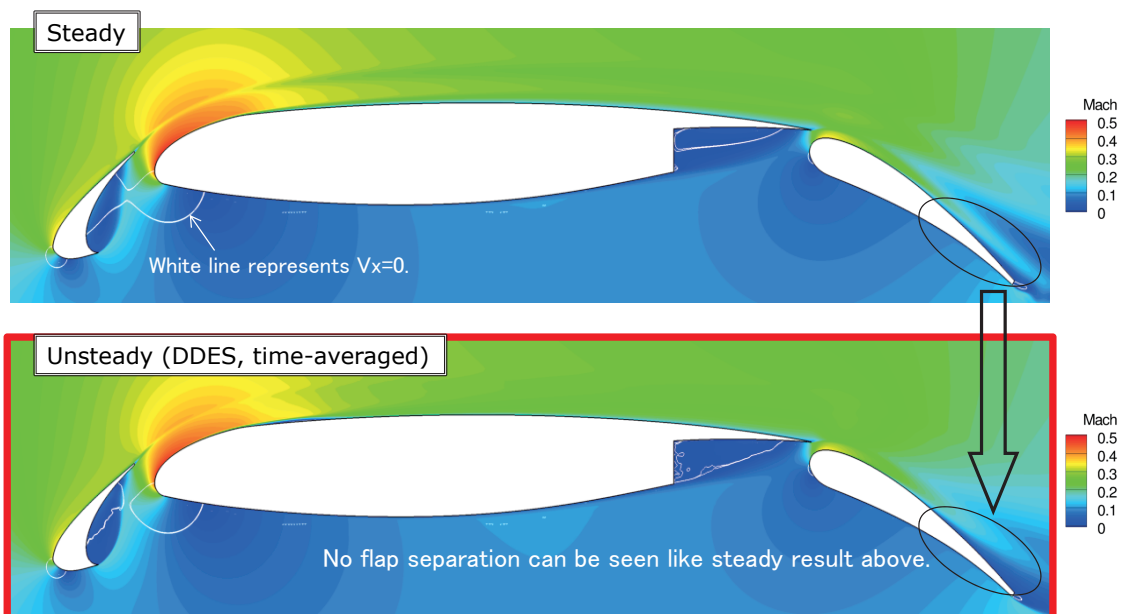 Steady
Mach
0.5
0.4
0.3
0.2
0.1
0
White line represents Vx=0.
Unsteady (DDES, time-averaged)
Mach
0.5
0.4
0.3
0.2
0.1
0
No flap separation can be seen like steady result above.